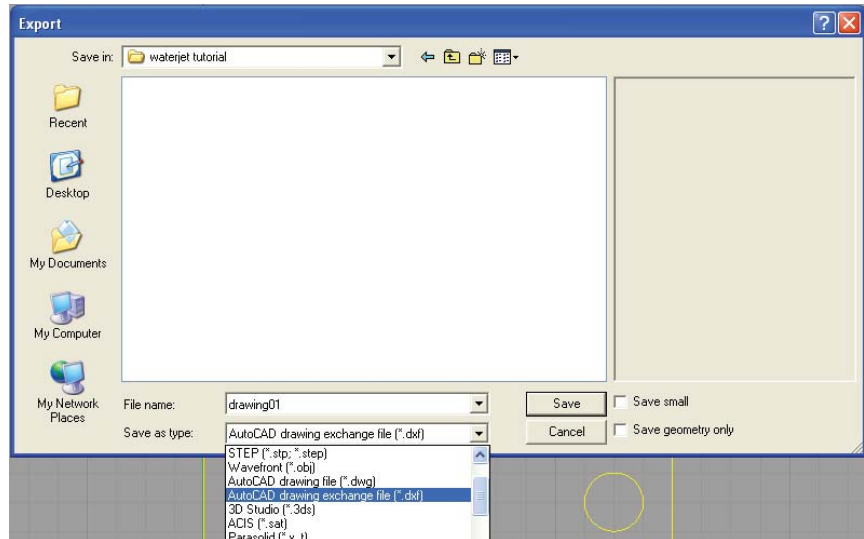 Export
Save in:
waterjet tutorial
Recent
Desktop
My Documents
My Computer
My Network
Places
File name:
drawing01
Save
Save small
Save as type:
AutoCAD drawing exchange file (*.dxf)
Cancel
Save geometry only
STEP (*.stp; *.step)
Wavefront (*.obj)
AutoCAD drawing file (*.dwg)
AutoCAD drawing exchange file (*.dxf)
3D Studio (*.3ds)
ACIS (*.sat)
Parasolid (*.x_t)